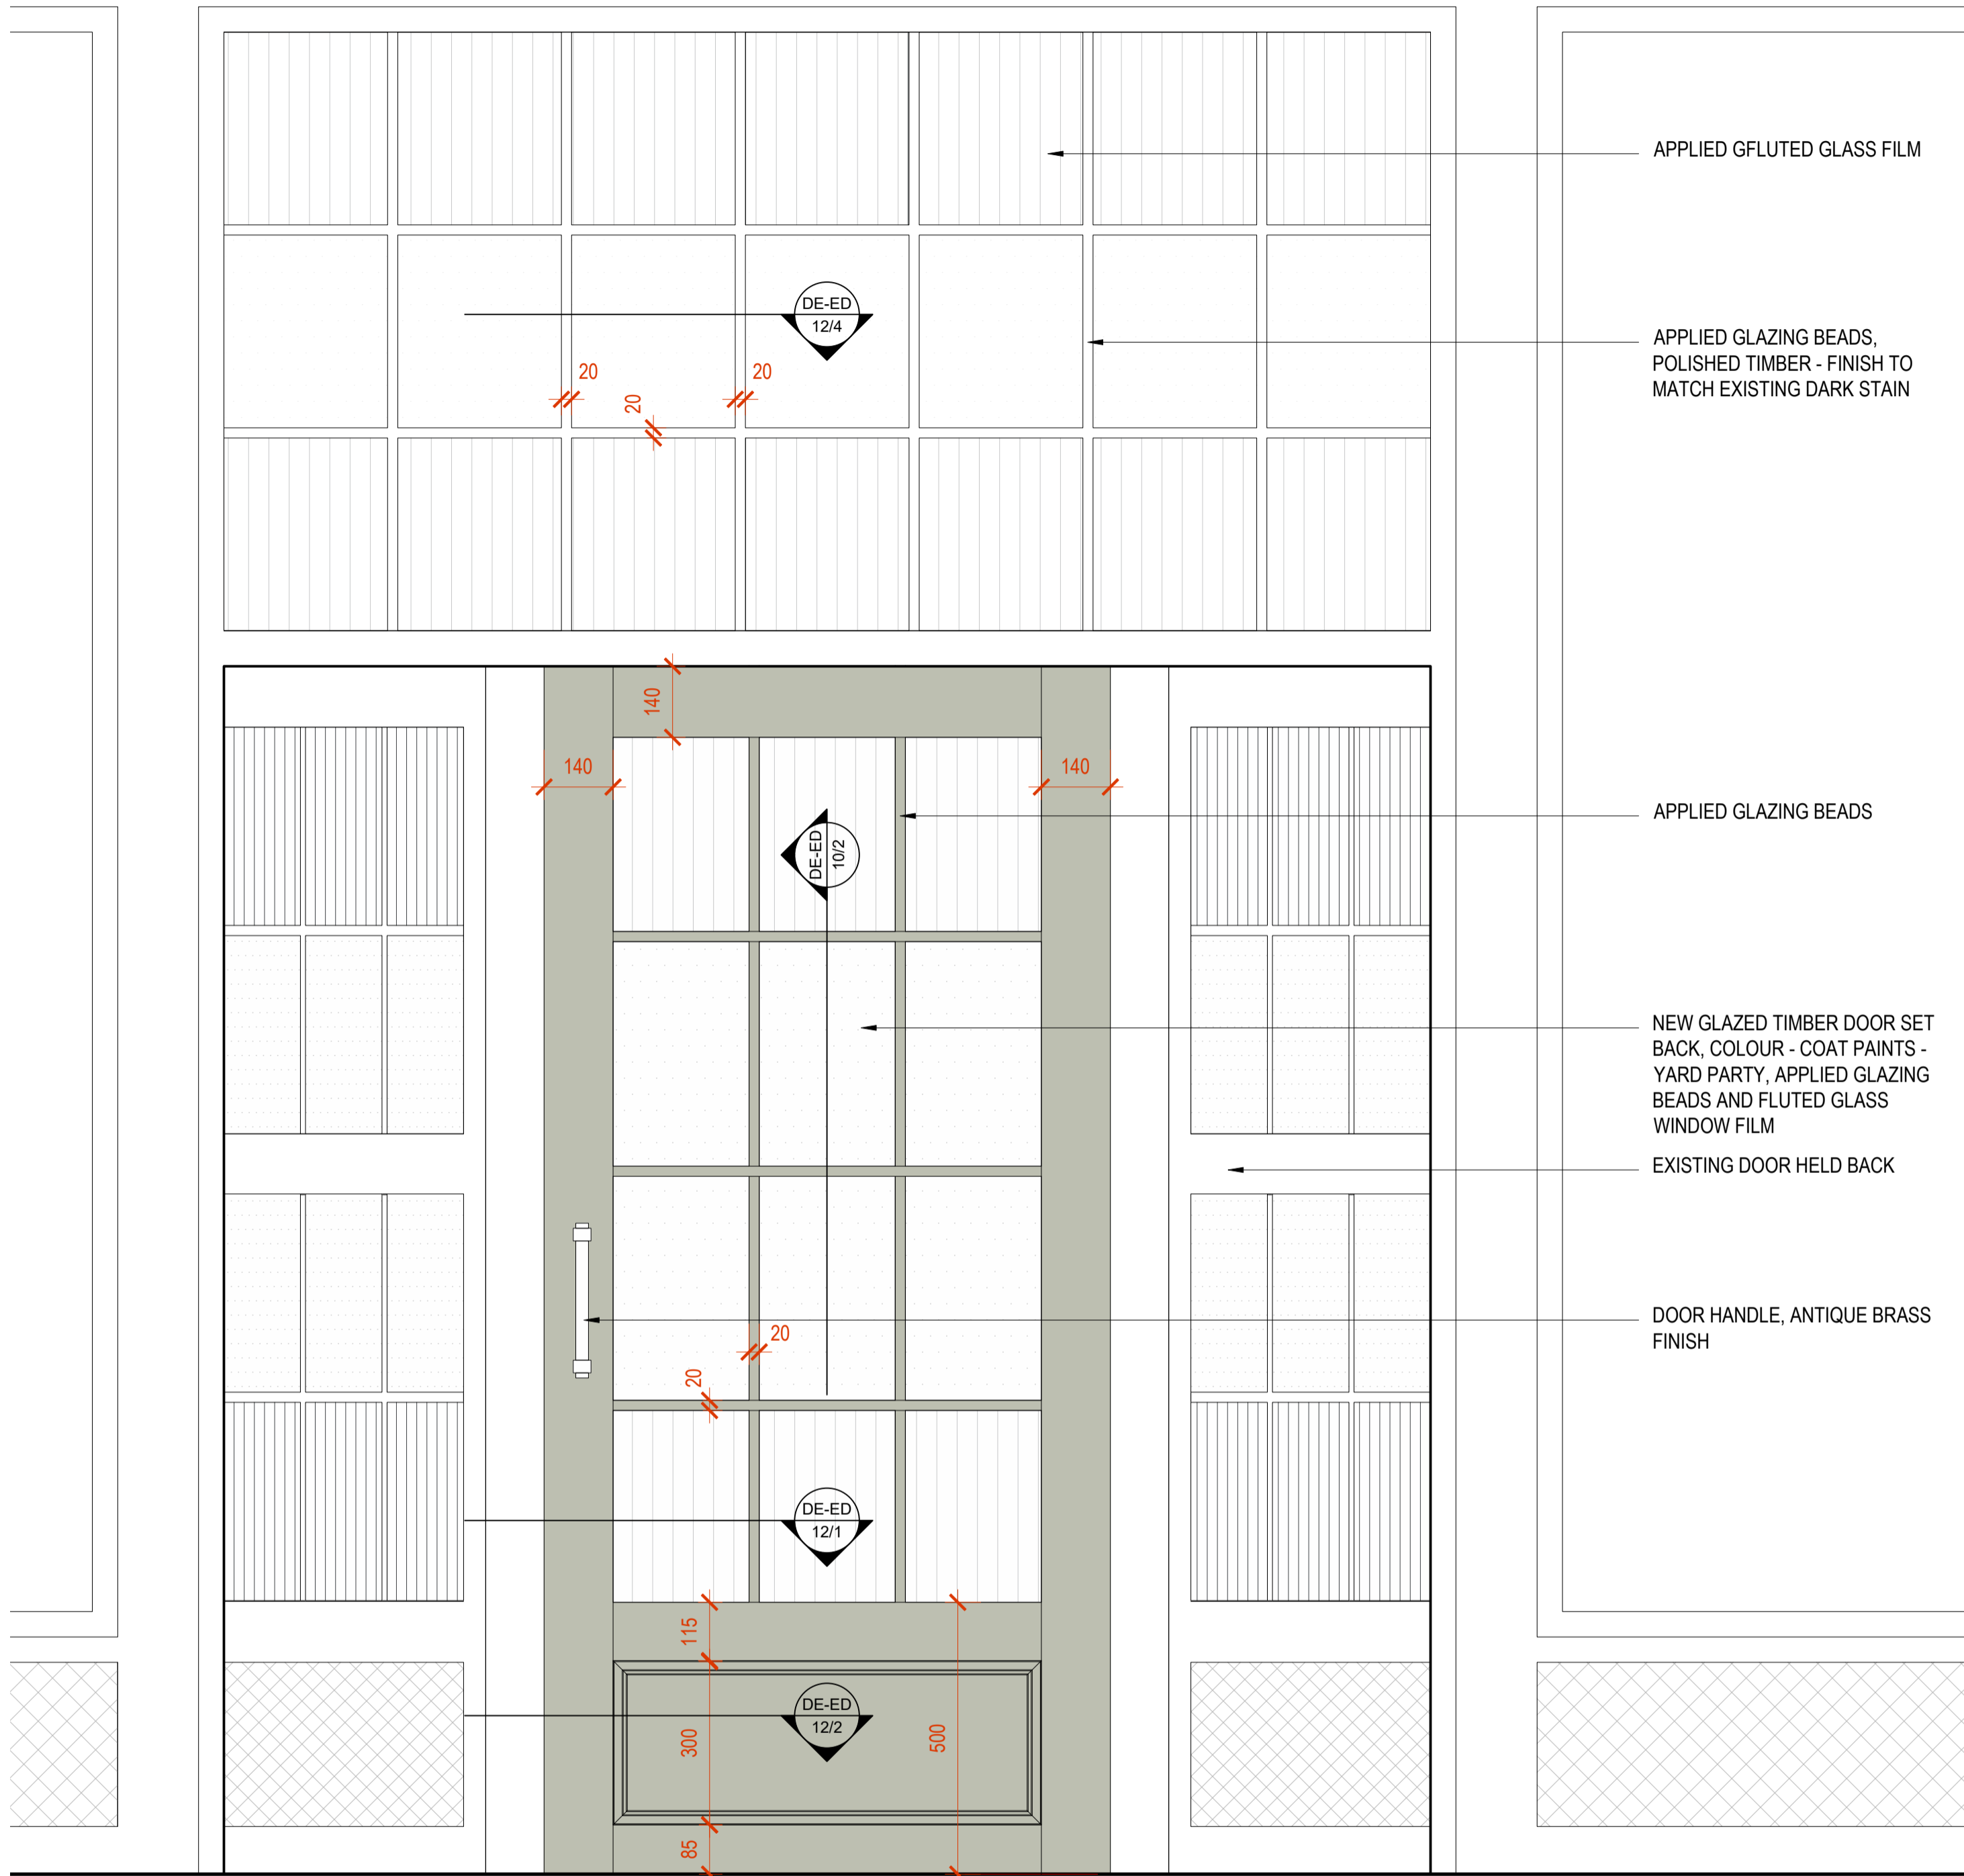 APPLIED GFLUTED GLASS FILM
DE-ED
12/4
APPLIED GLAZING BEADS,
POLISHED TIMBER - FINISH TO
MATCH EXISTING DARK STAIN
20
20
20
140
140
140
APPLIED GLAZING BEADS
DE-ED
10/2
NEW GLAZED TIMBER DOOR SET
BACK, COLOUR - COAT PAINTS -
YARD PARTY, APPLIED GLAZING
BEADS AND FLUTED GLASS
WINDOW FILM
EXISTING DOOR HELD BACK
DOOR HANDLE, ANTIQUE BRASS
FINISH
20
20
DE-ED
12/1
115
DE-ED
12/2
300
500
85